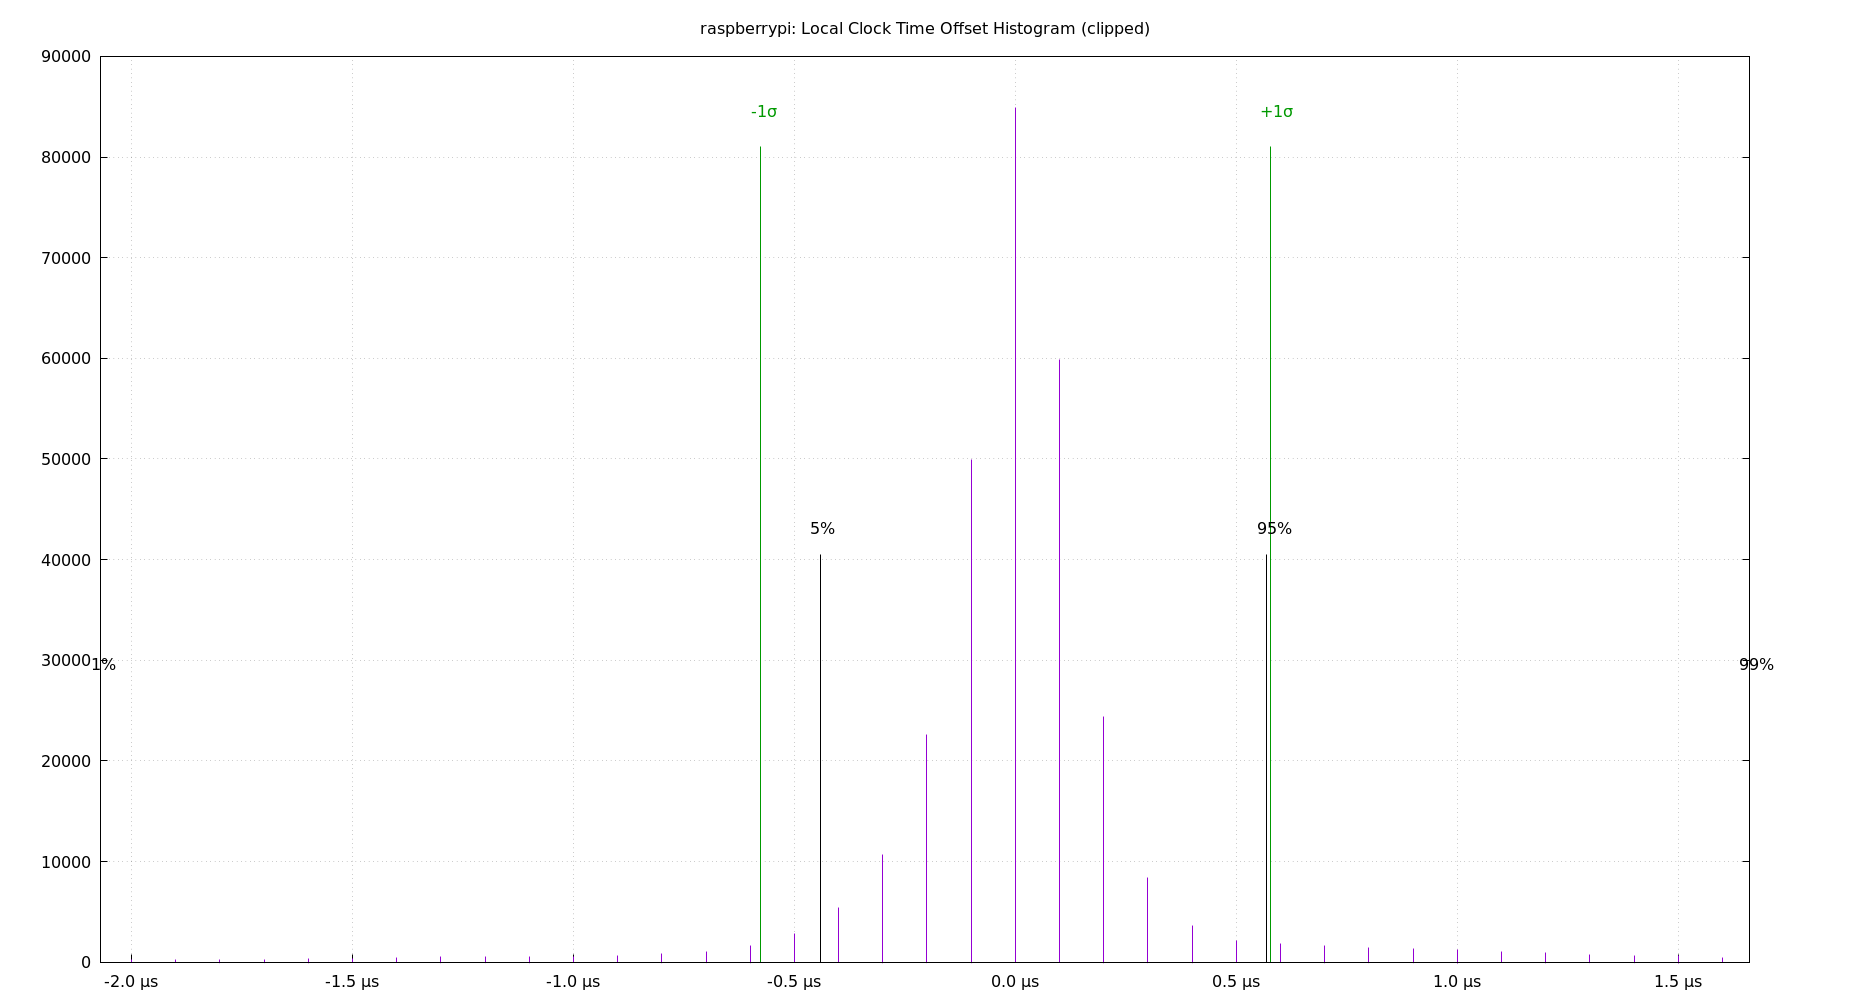 raspberrypi: Local Clock Time Offset Histogram (clipped)
90000
-1σ
+1σ
80000
70000
60000
50000
5%
95%
40000
30000
1%
99%
20000
10000
0
-2.0 µs
-1.5 µs
-1.0 µs
-0.5 µs
0.0 µs
0.5 µs
1.0 µs
1.5 µs